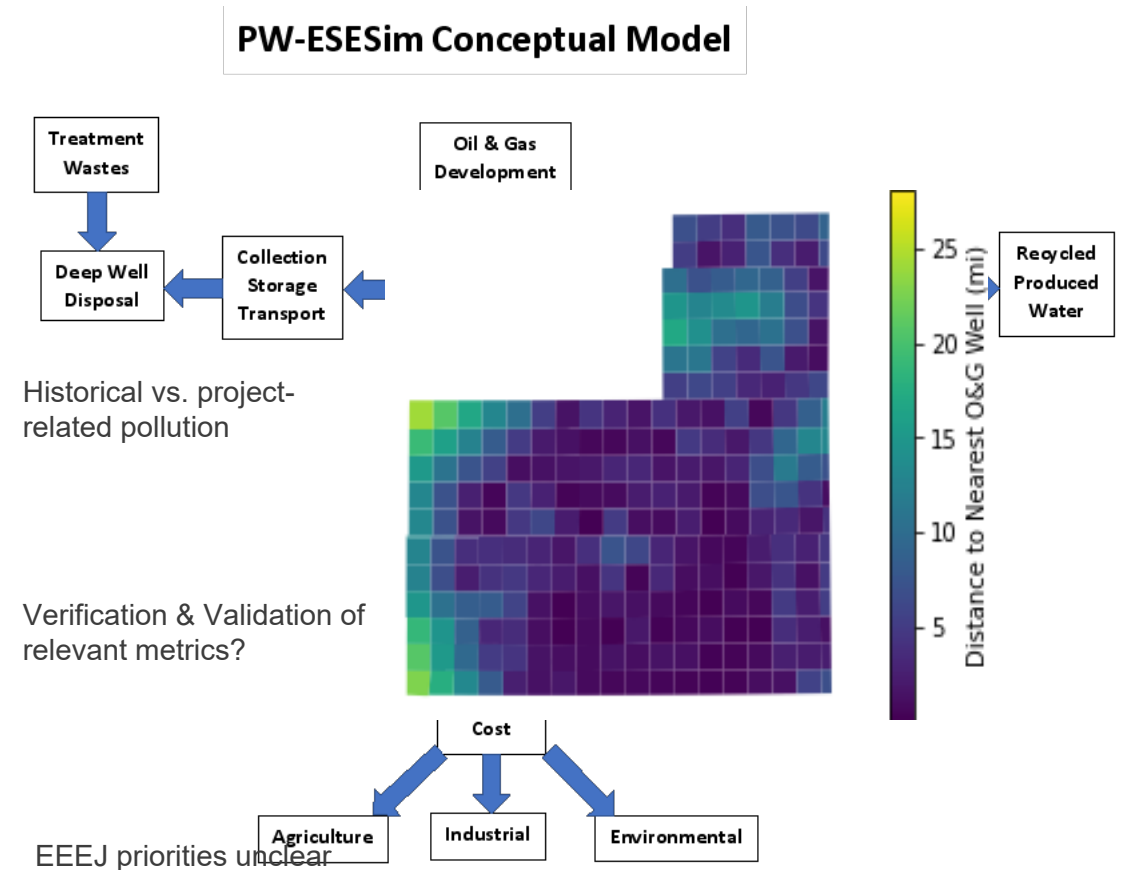 PW-ESESim Conceptual Model
Treatment
Wastes
Oil & Gas
Development
Deep Well
Disposal
Collection
Storage
Transport
Recycled
Produced
Water
25
20
15
10
5
Distance to Nearest O&G Well (mi)
Historical vs. project-
related pollution
Verification & Validation of
relevant metrics?
Cost
Agriculture
Industrial
Environmental
EEEJ priorities unclear